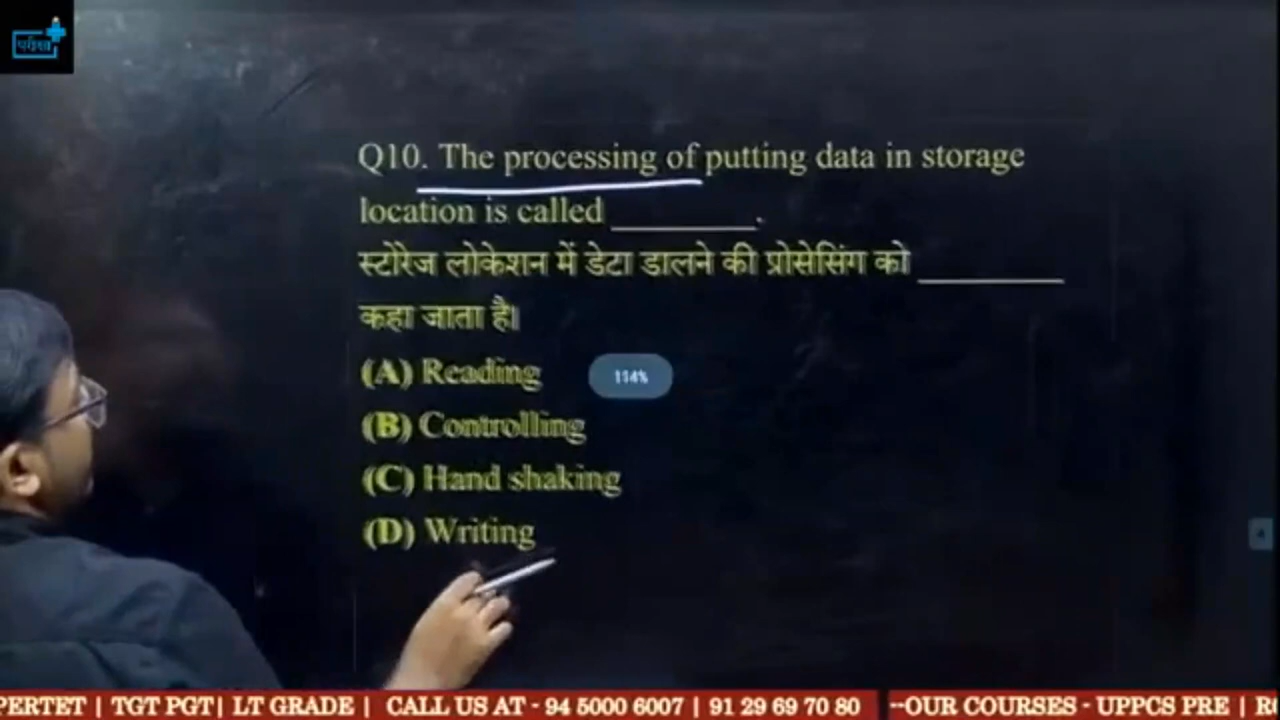 परीक्षा
Q10. The processing of putting data in storage
location is called ________.
स्टोरेज लोकेशन में डेटा डालने की प्रोसेसिंग को ________
कहा जाता है।
(A) Reading
114%
(B) Controlling
(C) Hand shaking
(D) Writing
PERTET | TGT PGT| LT GRADE | CALL US AT - 94 5000 6007 | 91 29 69 70 80 --OUR COURSES - UPPCS PRE |